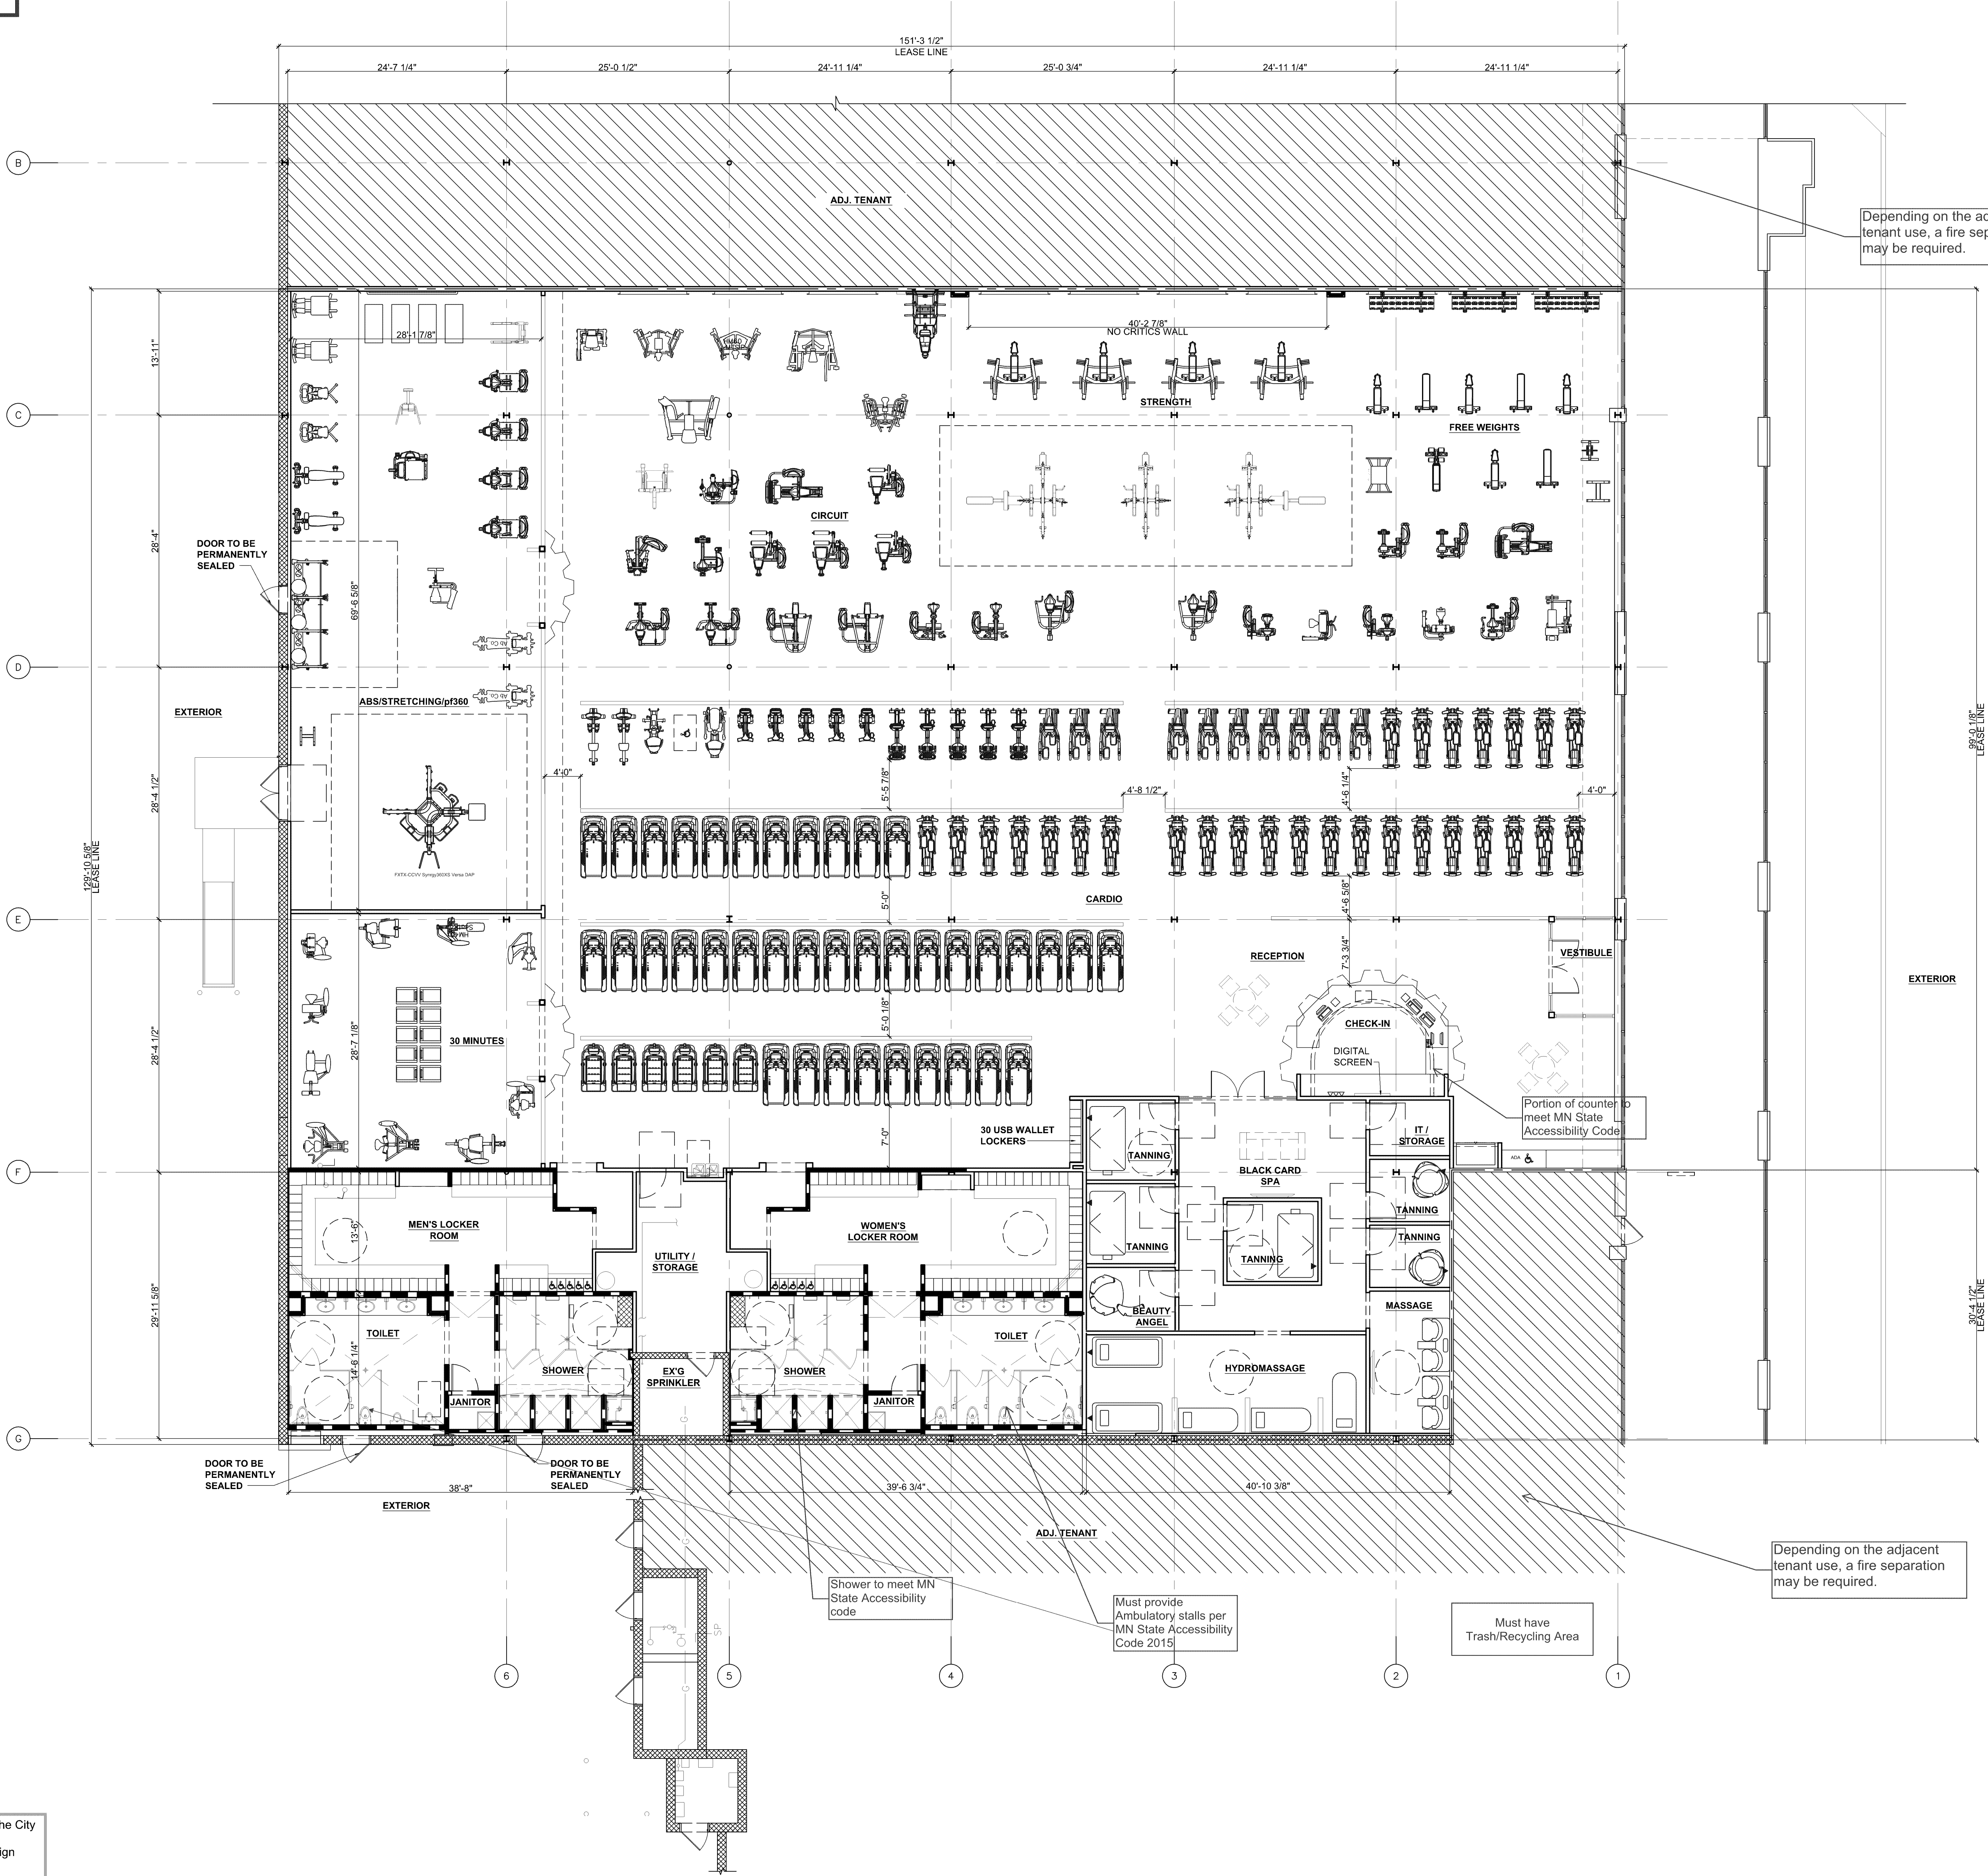 151'-3 1/2"
LEASE LINE
24'-7 1/4"
25'-0 1/2"
24'-11 1/4"
25'-0 3/4"
24'-11 1/4"
24'-11 1/4"
B
ADJ. TENANT
Depending on the
tenant use, a fire
may be required.
40'-2 7/8"
NO CRITICS WALL
28'-1 7/8"
13'-11"
STRENGTH
C
FREE WEIGHTS
CIRCUIT
28'-4"
DOOR TO BE
PERMANENTLY
SEALED
69'-6 5/8"
D
ABS/STRETCHING/pf360
EXTERIOR
99'-0 1/8"
LEASE LINE
4'-0"
5'-5 7/8"
4'-8 1/2"
4'-6 1/4"
4'-0"
28'-4 1/2"
129'-10 5/8"
LEASE LINE
FXTX-CCVV Synrgy360XS Versa DAP
5'-0"
CARDIO
4'-6 5/8"
E
RECEPTION
7'-3 3/4"
VESTIBULE
EXTERIOR
CHECK-IN
28'-4 1/2"
28'-7 1/8"
30 MINUTES
5'-0 1/8"
DIGITAL
SCREEN
Portion of counter to
meet MN State
Accessibility Code
7'-0"
30 USB WALLET
LOCKERS
TANNING
IT /
STORAGE
ADA
F
BLACK CARD
SPA
TANNING
MEN'S LOCKER
ROOM
13'-6"
WOMEN'S
LOCKER ROOM
UTILITY /
STORAGE
TANNING
TANNING
TANNING
29'-11 5/8"
30'-4 1/2"
LEASE LINE
BEAUTY
ANGEL
MASSAGE
TOILET
TOILET
14'-6 1/4"
SHOWER
EX'G
SPRINKLER
SHOWER
HYDROMASSAGE
JANITOR
JANITOR
G
DOOR TO BE
PERMANENTLY
SEALED
DOOR TO BE
PERMANENTLY
SEALED
38'-8"
39'-6 3/4"
40'-10 3/8"
EXTERIOR
ADJ. TENANT
G
G
SP
Shower to meet MN
State Accessibility
code
Must provide
Ambulatory stalls per
MN State Accessibility
Code 2015
Must have
Trash/Recycling Area
Depending on the adjacent
tenant use, a fire separation
may be required.
6
5
4
3
2
1
G
City